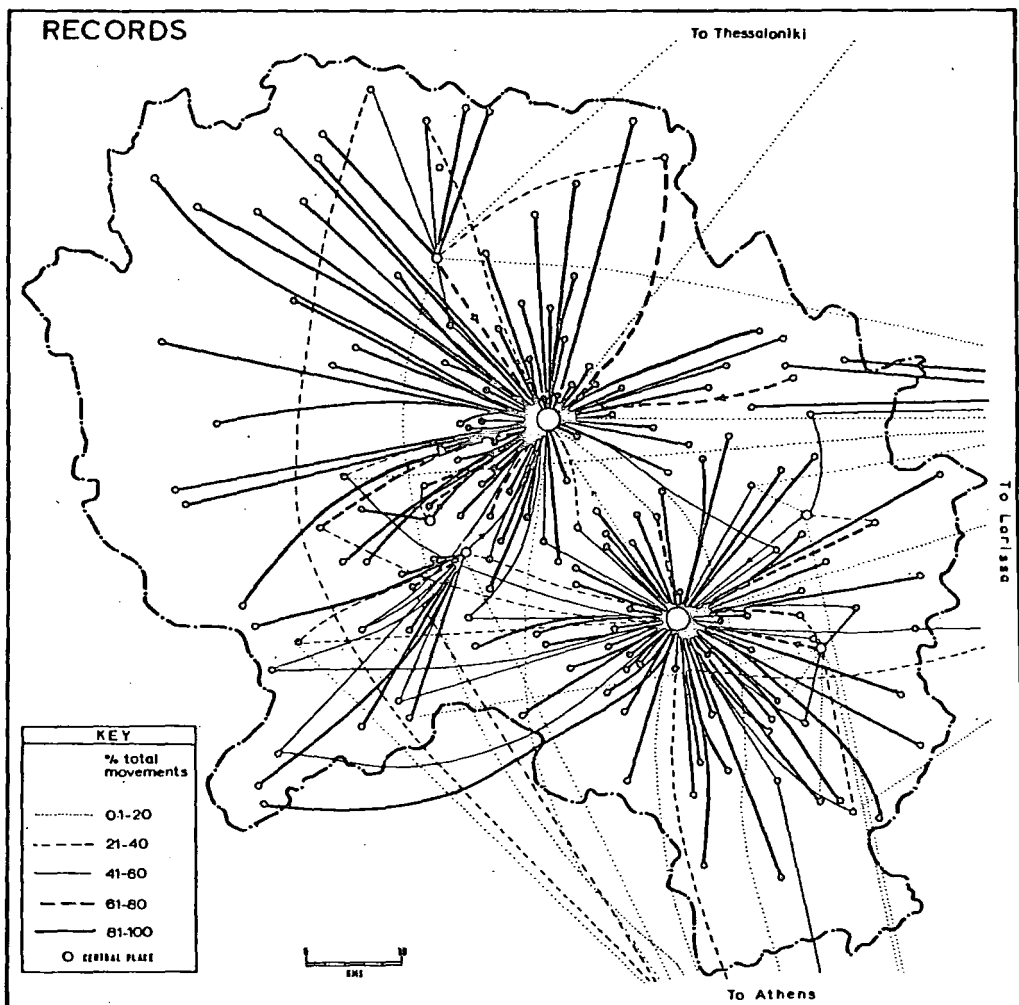 RECORDS
To Thessaloniki
To Larissa
KEY
% total
movements
0·1-20
21-40
41-60
61-80
81-100
CENTRAL PLACE
KMS
To Athens